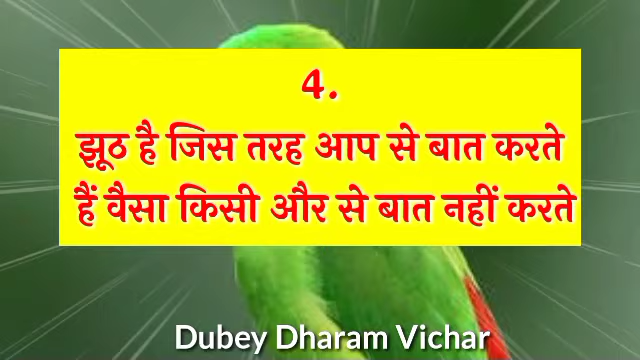 4.
झूठ है जिस तरह आप से बात करते
हैं वैसा किसी और से बात नहीं करते
Dubey Dharam Vichar